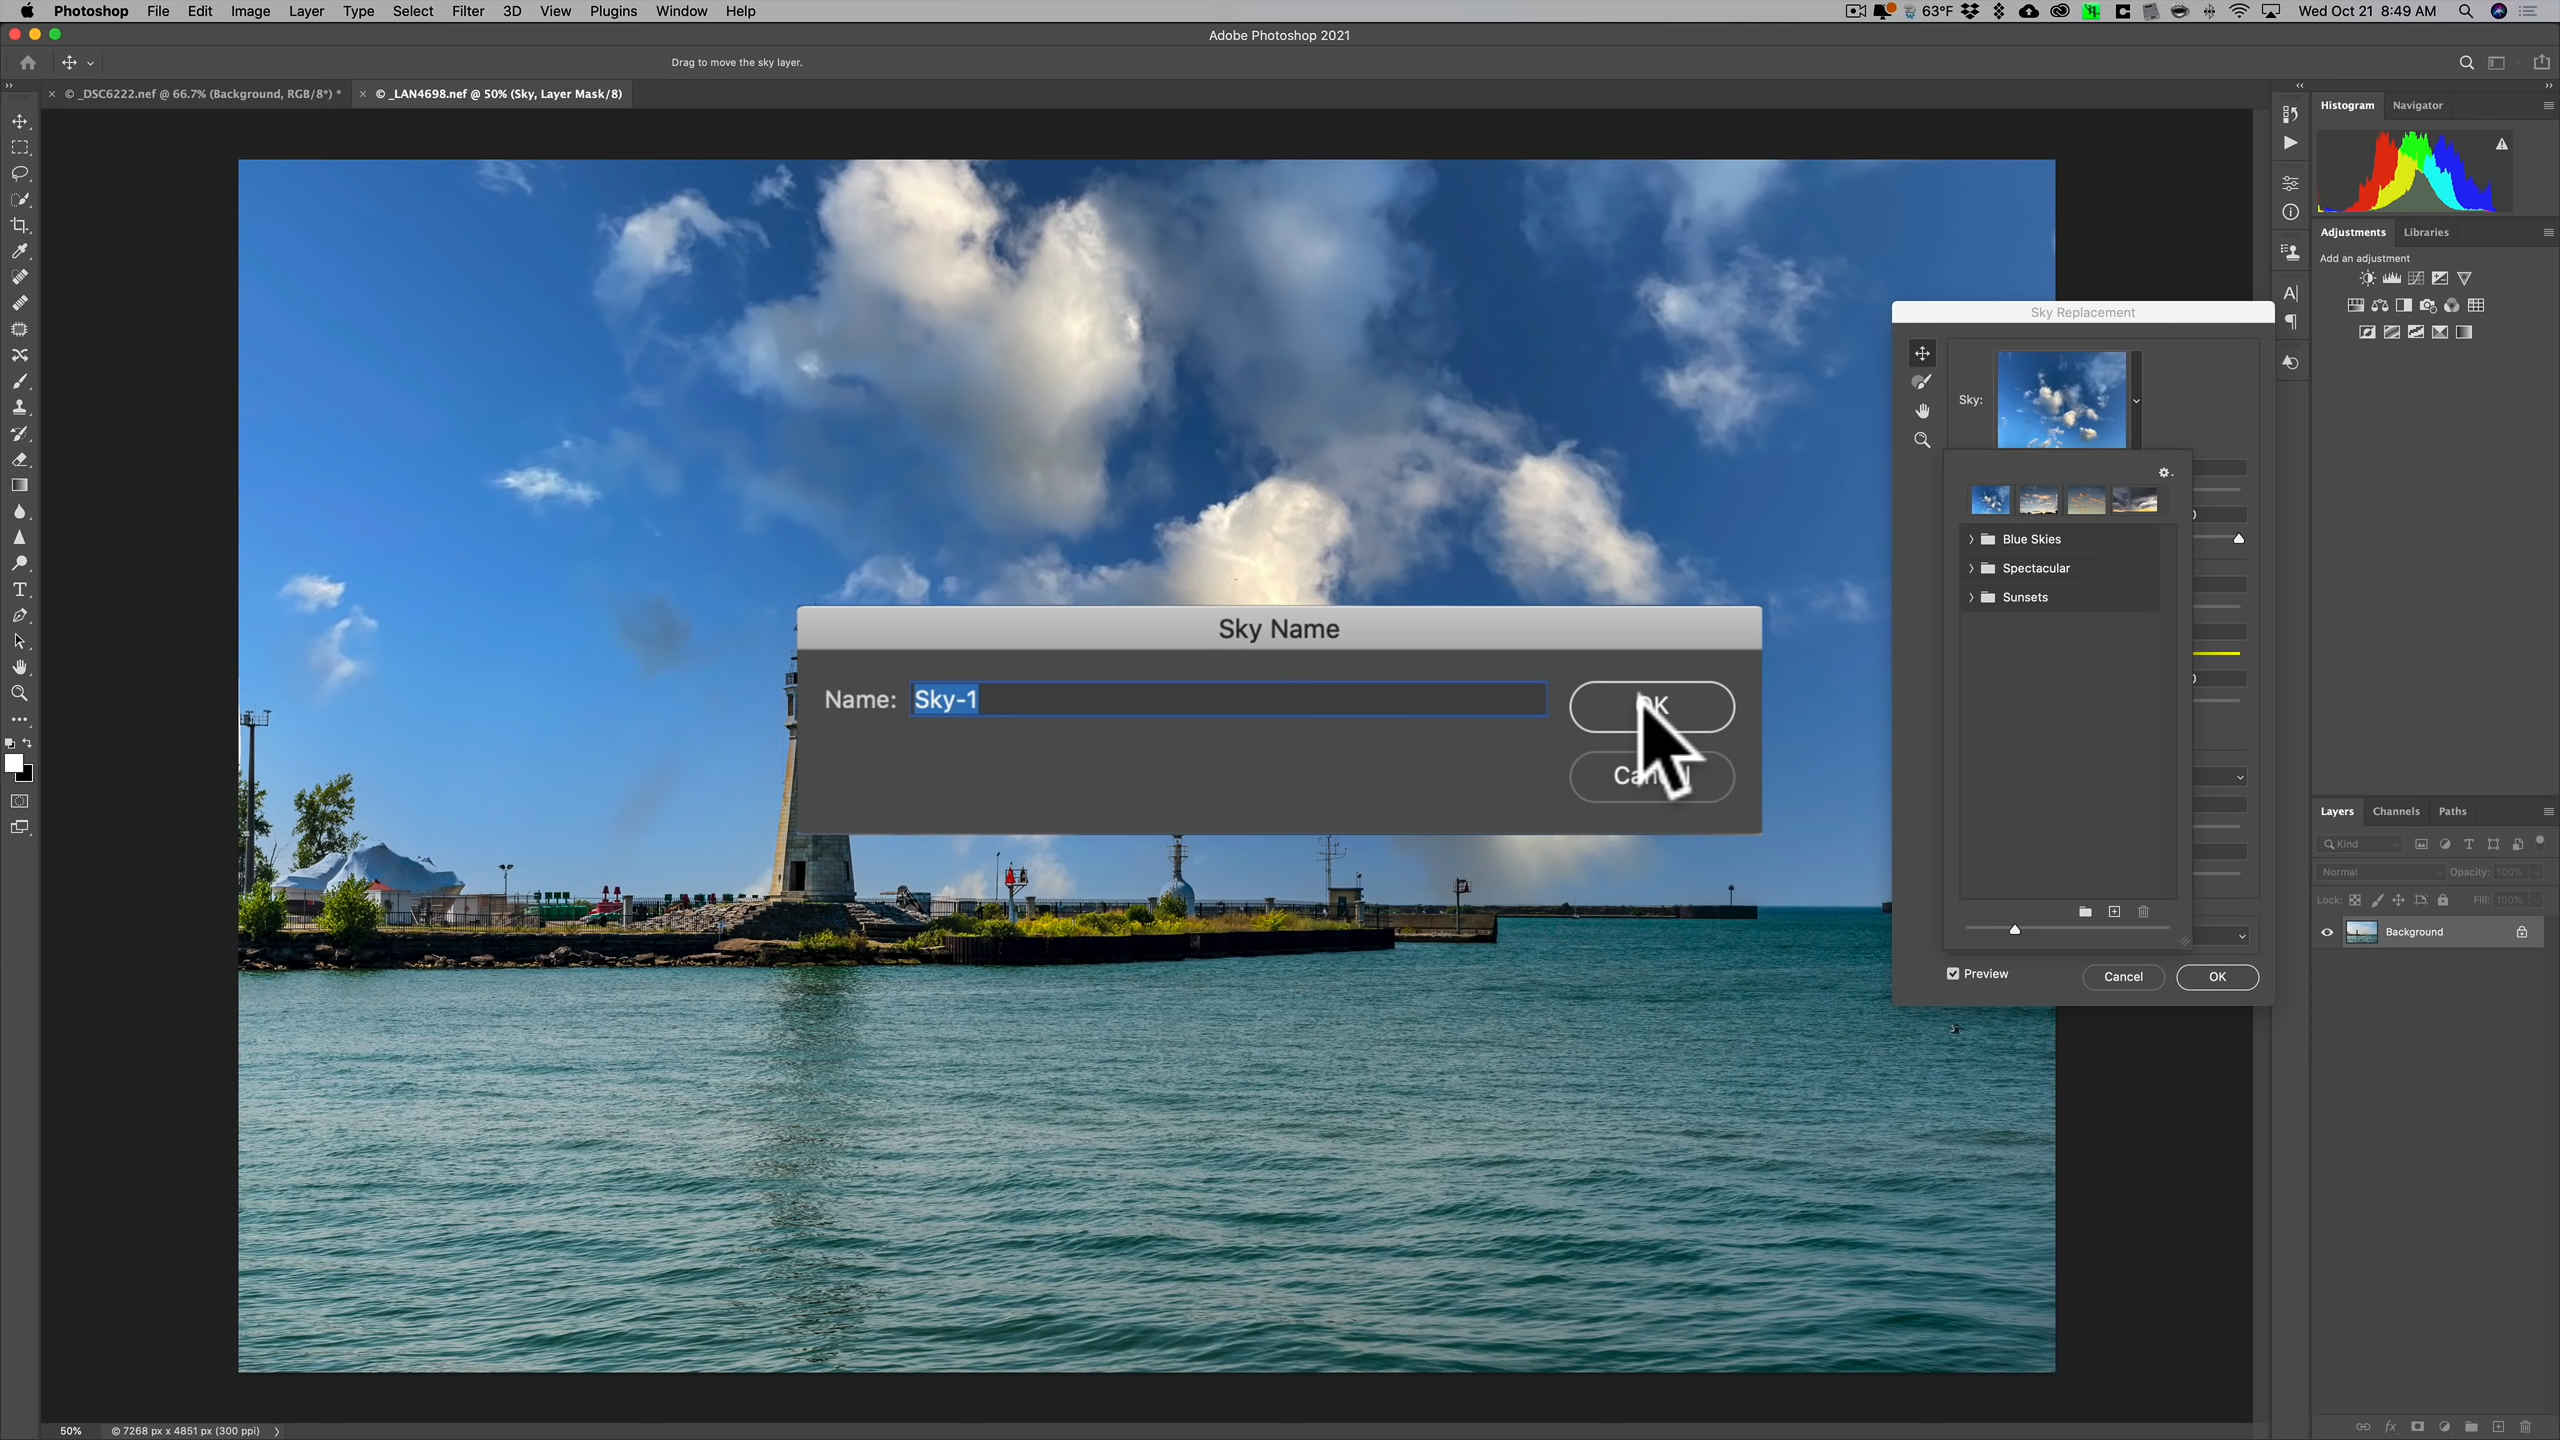 Photoshop File Edit Image Layer Type Select Filter 3D View Plugins Window Help 63°F Wed Oct 21 8:49 AM
Adobe Photoshop 2021
Drag to move the sky layer.
© _DSC6222.nef @ 66.7% (Background, RGB/8*) *
© _LAN4698.nef @ 50% (Sky, Layer Mask/8)
Histogram Navigator
Adjustments Libraries
Add an adjustment
Sky Replacement
Sky:
Blue Skies
Spectacular
Sunsets
Preview Cancel OK
Sky Name
Name: Sky-1
OK
Cancel
Layers Channels Paths
Kind
Normal Opacity: 100%
Lock: Fill: 100%
Background
50% © 7268 px x 4851 px (300 ppi)